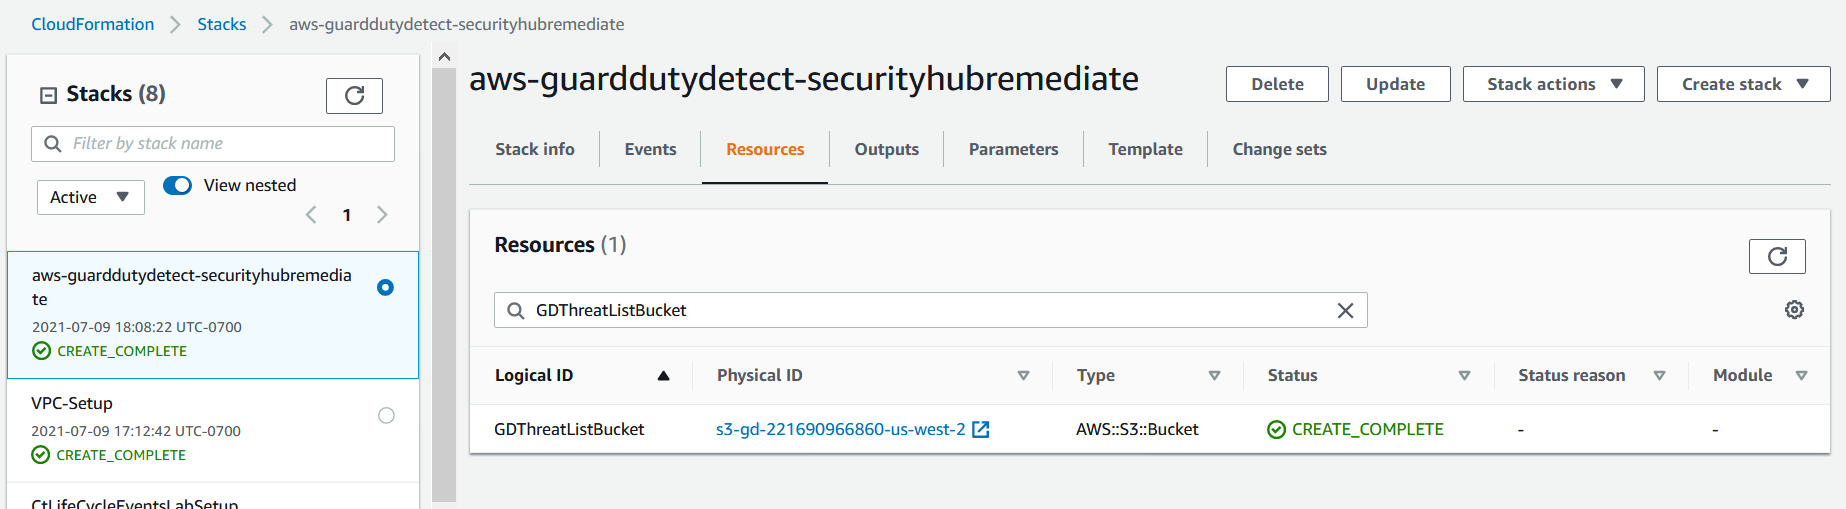 CloudFormation
Stacks
aws-guarddutydetect-securityhubremediate
Stacks (8)
Filter by stack name
Active
View nested
1
aws-guarddutydetect-securityhubremedia
te
2021-07-09 18:08:22 UTC-0700
CREATE_COMPLETE
VPC-Setup
2021-07-09 17:12:42 UTC-0700
CREATE_COMPLETE
CtLifeCycleEventsLabSetup
aws-guarddutydetect-securityhubremediate
Delete
Update
Stack actions
Create stack
Stack info
Events
Resources
Outputs
Parameters
Template
Change sets
Resources (1)
GDThreatListBucket
Logical ID
Physical ID
Type
Status
Status reason
Module
GDThreatListBucket
s3-gd-221690966860-us-west-2
AWS::S3::Bucket
CREATE_COMPLETE
-
-